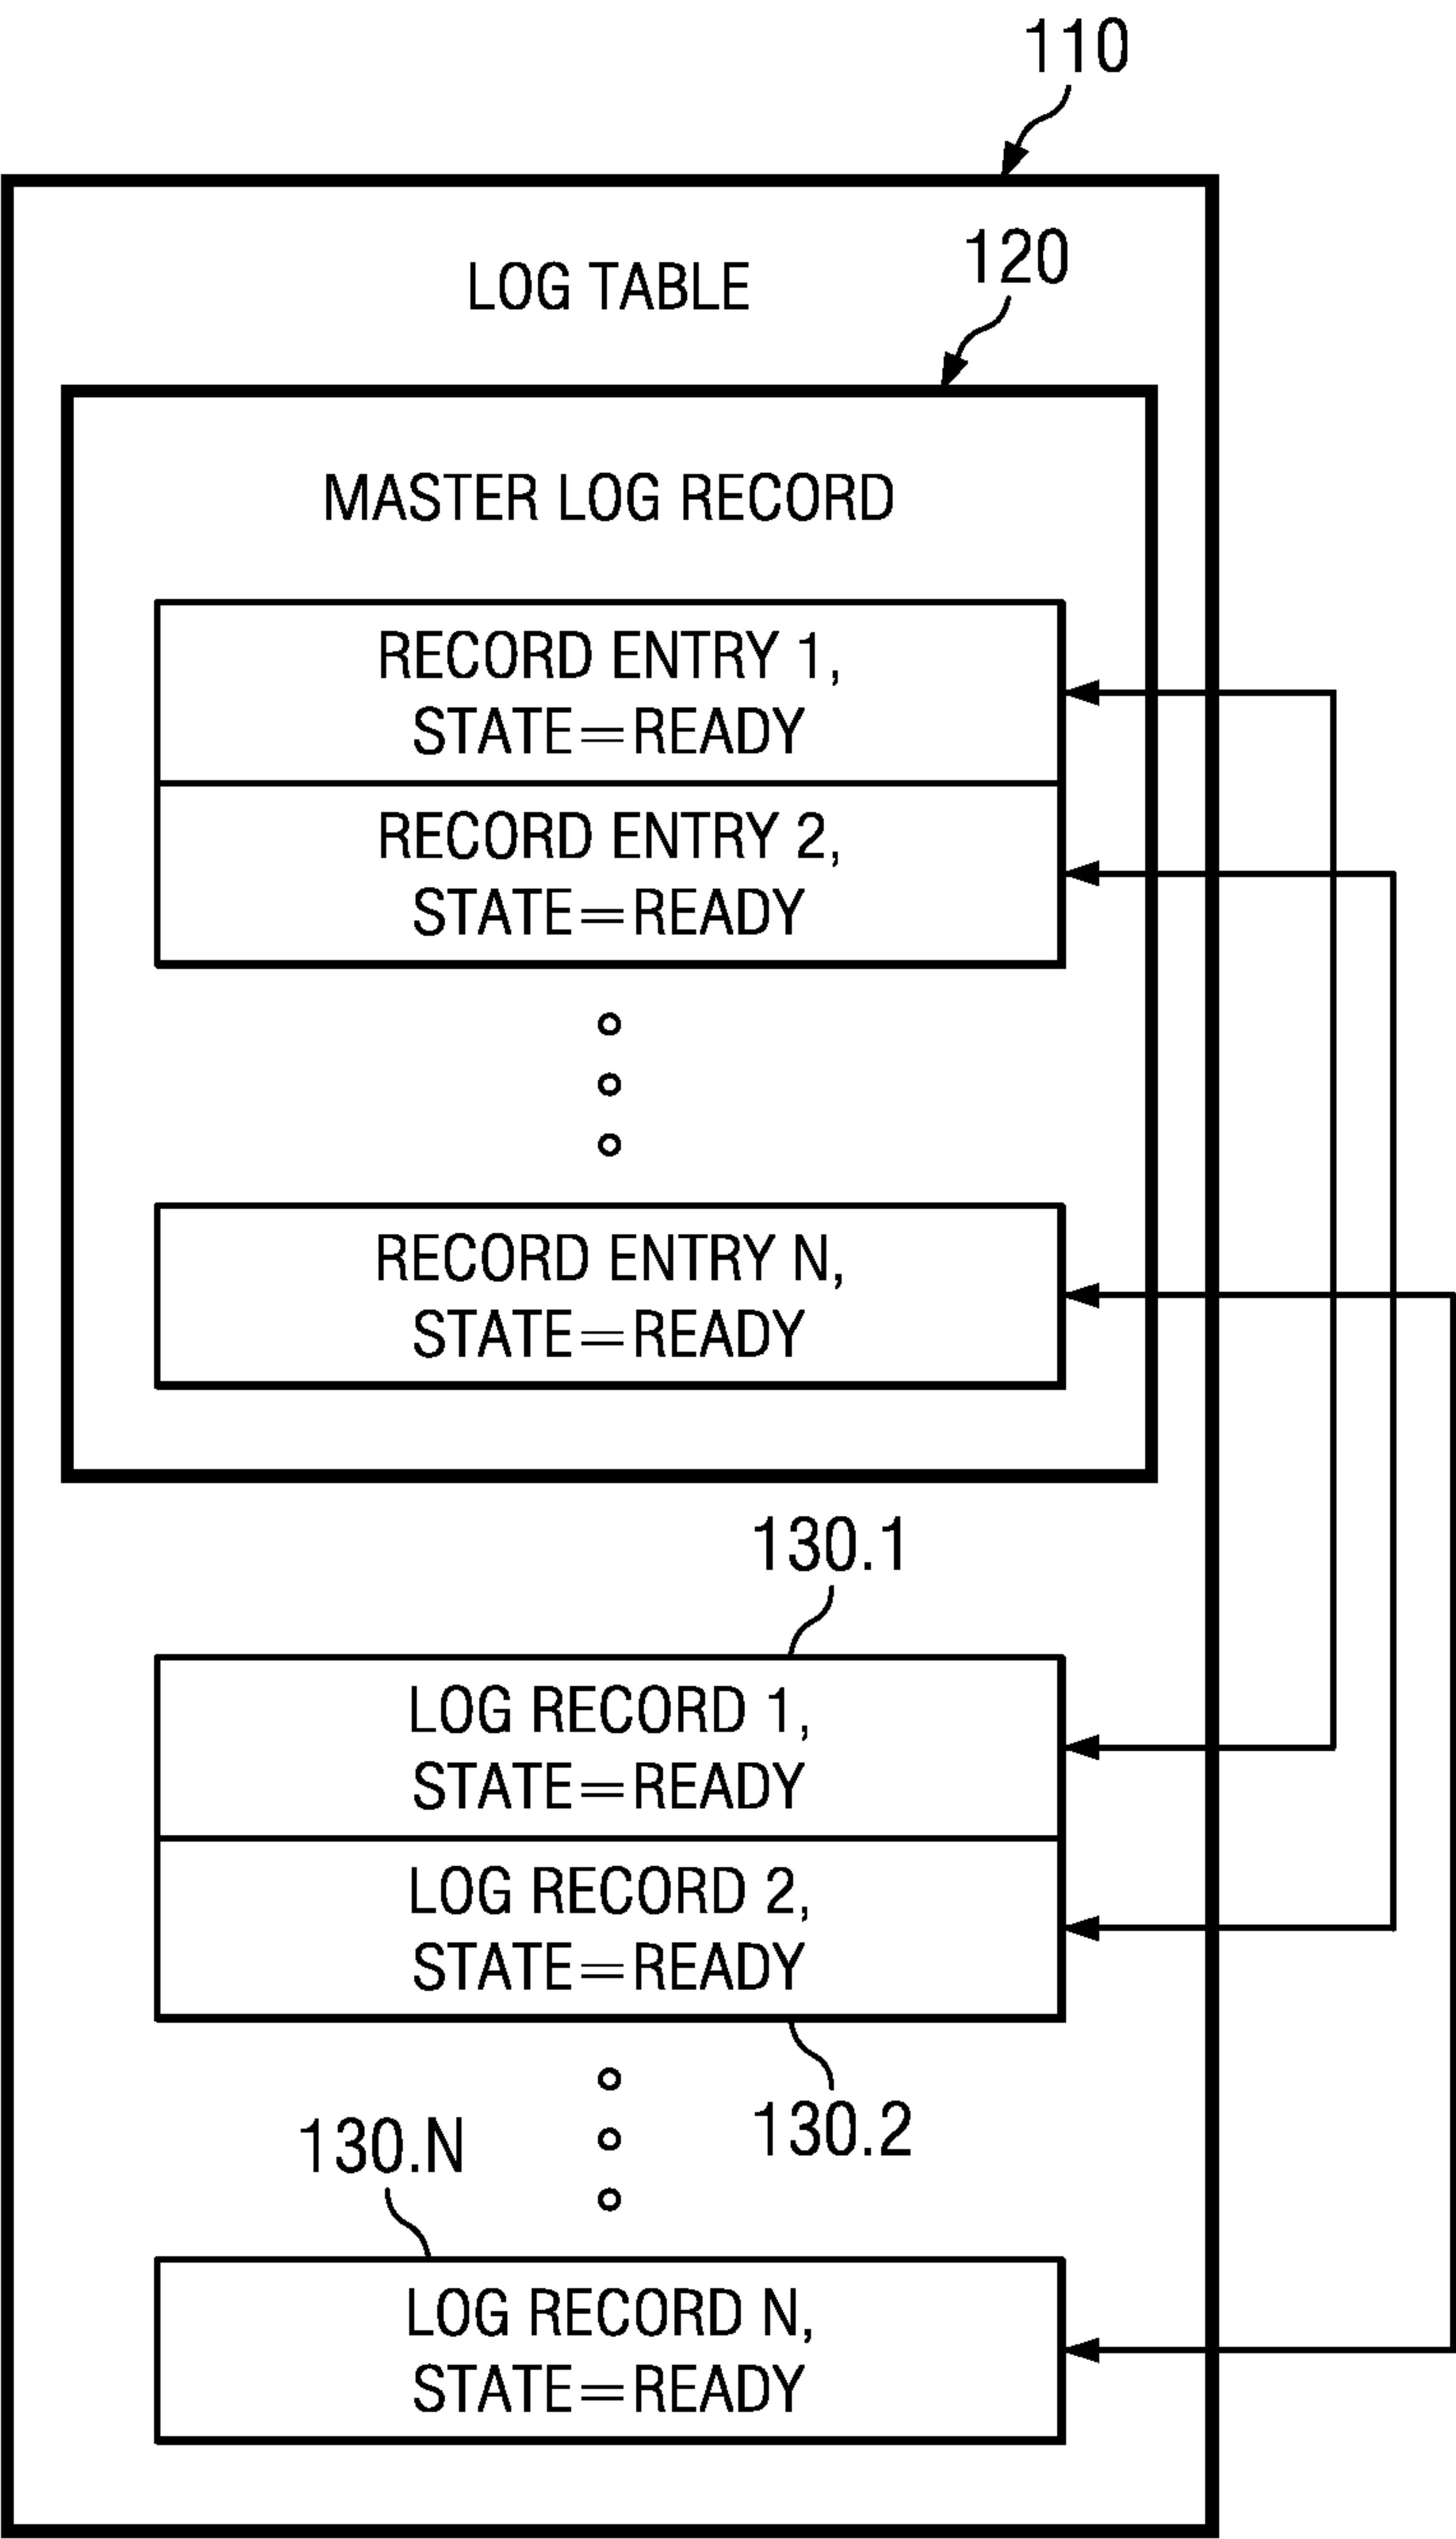 110
LOG TABLE
120
MASTER LOG RECORD
RECORD ENTRY 1,
STATE=READY
RECORD ENTRY 2,
STATE=READY
RECORD ENTRY N,
STATE=READY
130.1
LOG RECORD 1,
STATE=READY
LOG RECORD 2,
STATE=READY
130.2
130.N
LOG RECORD N,
STATE=READY